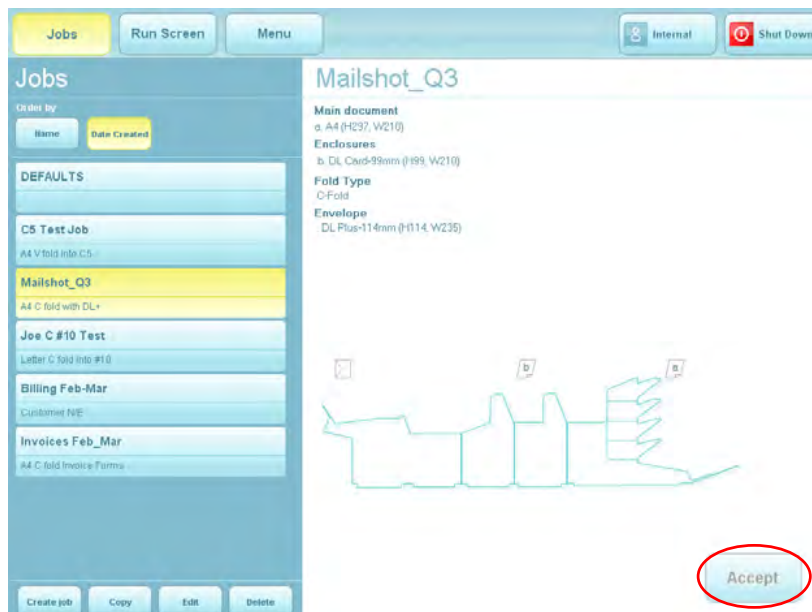 Jobs
Run Screen
Menu
Internal
Shut Down
Jobs
Order by
Name
Date Created
DEFAULTS
C5 Test Job
A4 V fold into C5
Mailshot_Q3
A4 C fold with DL+
Joe C #10 Test
Letter C fold into #10
Billing Feb-Mar
Customer N/E
Invoices Feb_Mar
A4 C fold Invoice Forms
Create job
Copy
Edit
Delete
Mailshot_Q3
Main document
a. A4 (H297, W210)
Enclosures
b. DL Card-99mm (H99, W210)
Fold Type
C-Fold
Envelope
DL Plus-114mm (H114, W235)
b
a
Accept